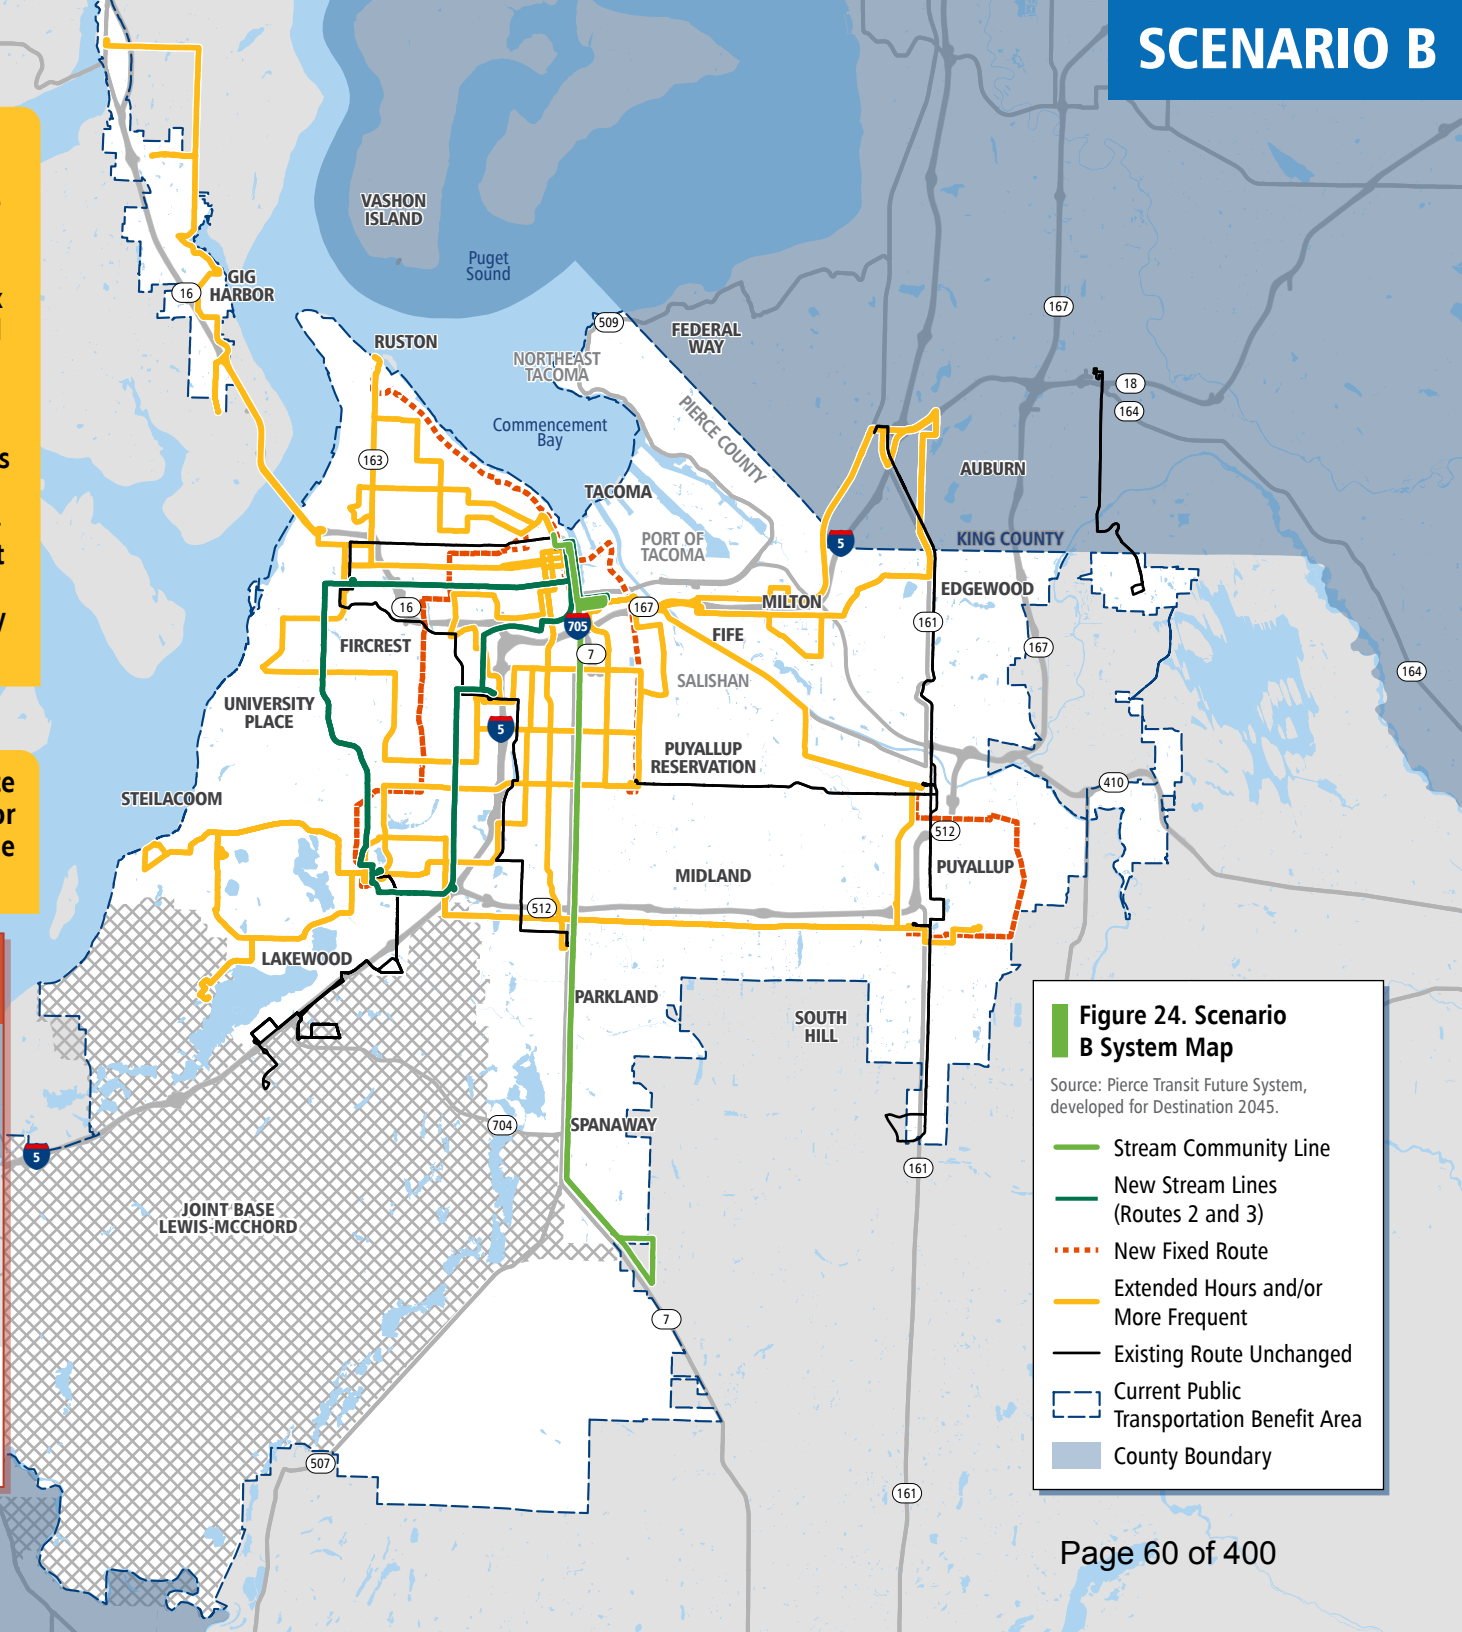 SCENARIO B
VASHON
ISLAND
Puget
Sound
GIG
HARBOR
16
167
509
FEDERAL
WAY
RUSTON
NORTHEAST
TACOMA
18
164
PIERCE COUNTY
Commencement
Bay
163
AUBURN
s
TACOMA
PORT OF
TACOMA
5
KING COUNTY
t
EDGEWOOD
MILTON
16
167
161
y
705
FIFE
FIRCREST
7
167
SALISHAN
164
UNIVERSITY
PLACE
5
PUYALLUP
RESERVATION
410
ce
STEILACOOM
or
512
e
PUYALLUP
MIDLAND
512
LAKEWOOD
PARKLAND
SOUTH
HILL
Figure 24. Scenario
B System Map
Source: Pierce Transit Future System,
developed for Destination 2045.
704
SPANAWAY
Stream Community Line
5
161
New Stream Lines
(Routes 2 and 3)
JOINT BASE
LEWIS-MCCHORD
New Fixed Route
Extended Hours and/or
More Frequent
7
Existing Route Unchanged
Current Public
Transportation Benefit Area
County Boundary
507
161
Page 60 of 400